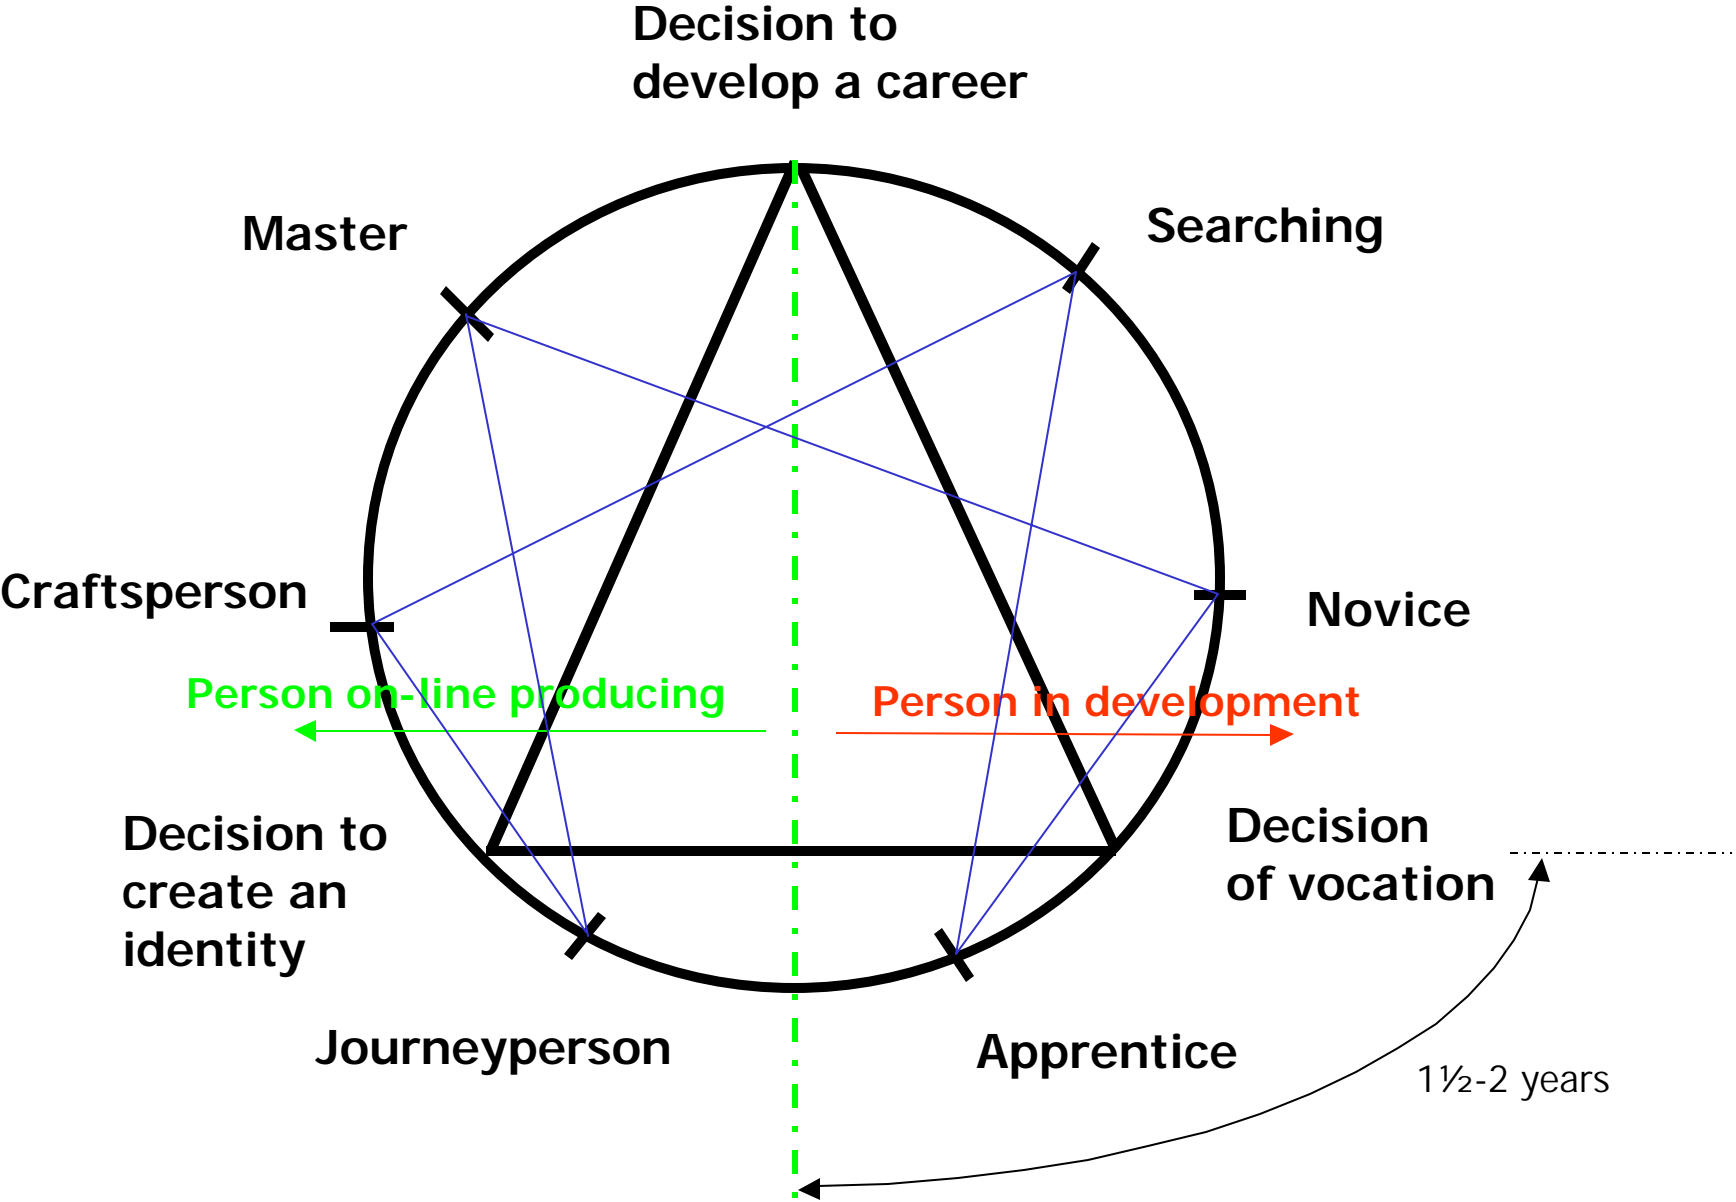 Decision to
develop a career
Master
Searching
Craftsperson
Novice
Person on-line producing
Person in development
Decision to
create an
identity
Decision
of vocation
Journeyperson
Apprentice
1½-2 years